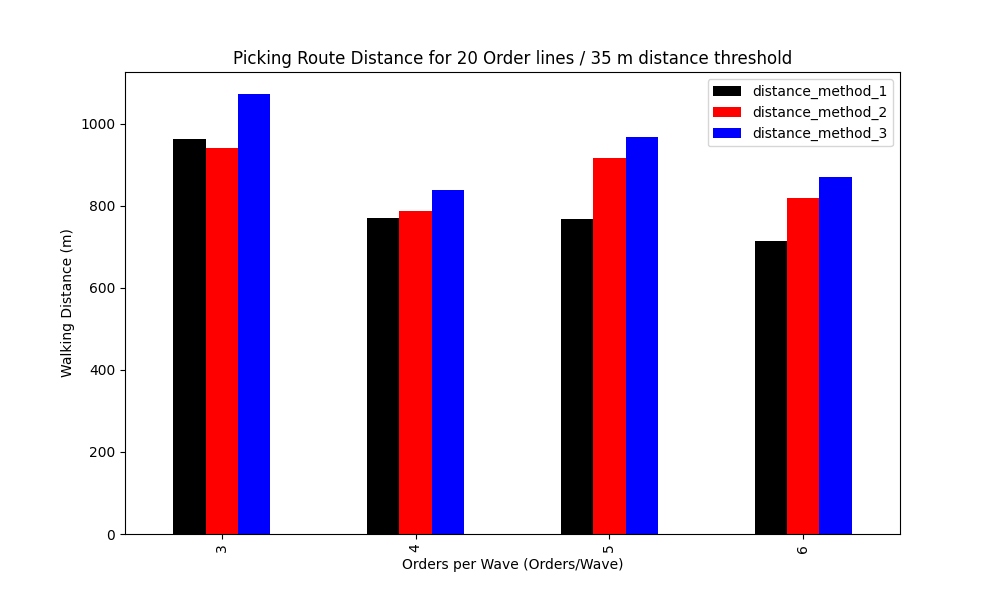 Picking Route Distance for 20 Order lines / 35 m distance threshold
distance_method_1
distance_method_2
distance_method_3
Walking Distance (m)
1000
800
600
400
200
0
3
4
5
6
Orders per Wave (Orders/Wave)